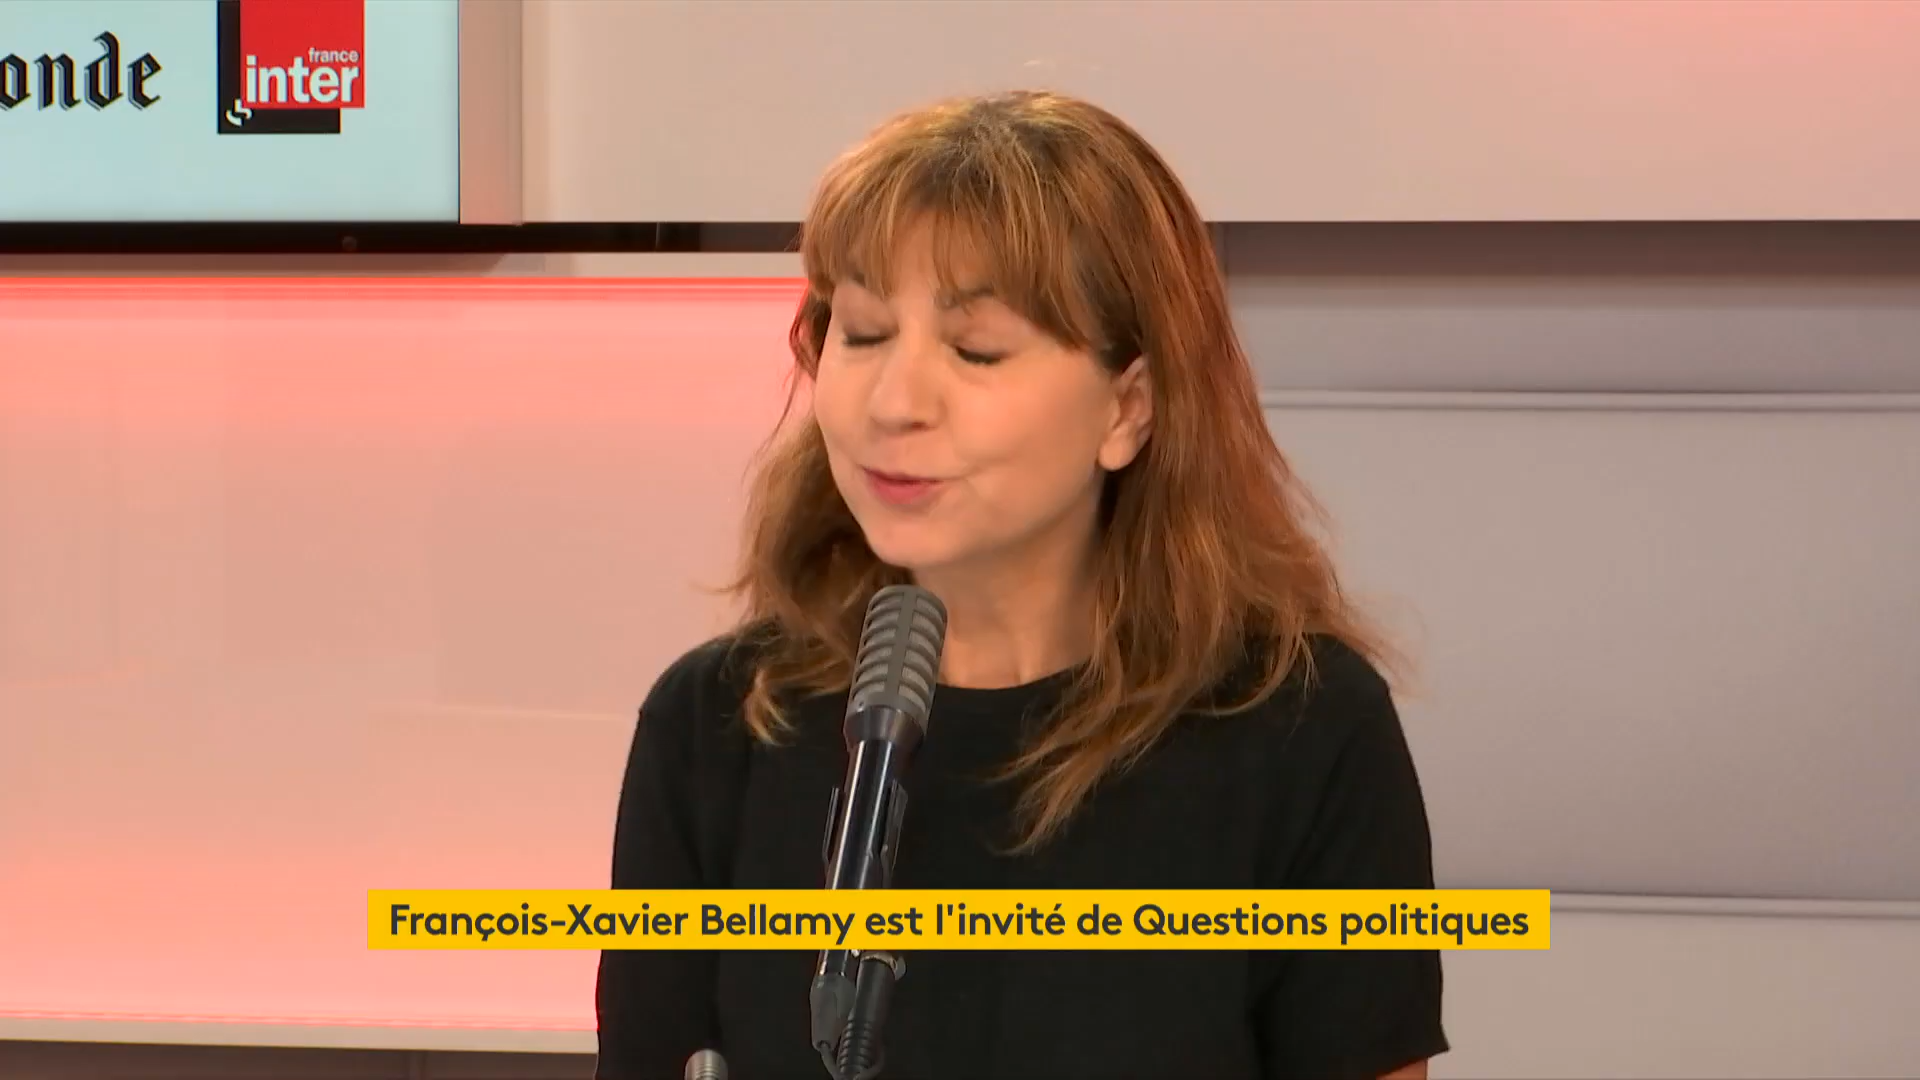 onde
france
inter
François-Xavier Bellamy est l'invité de Questions politiques